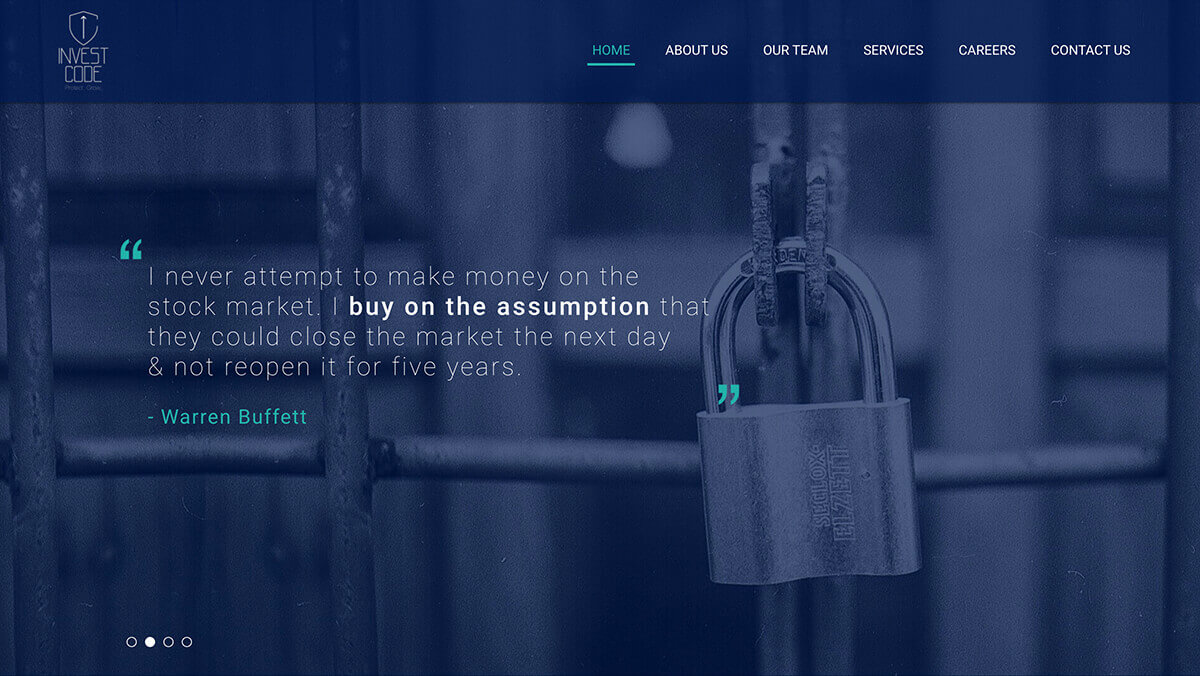 INVEST
CODE
Protect. Grow.
HOME
ABOUT US
OUR TEAM
SERVICES
CAREERS
CONTACT US
“
I never attempt to make money on the
stock market. I buy on the assumption that
they could close the market the next day
& not reopen it for five years.
”
- Warren Buffett